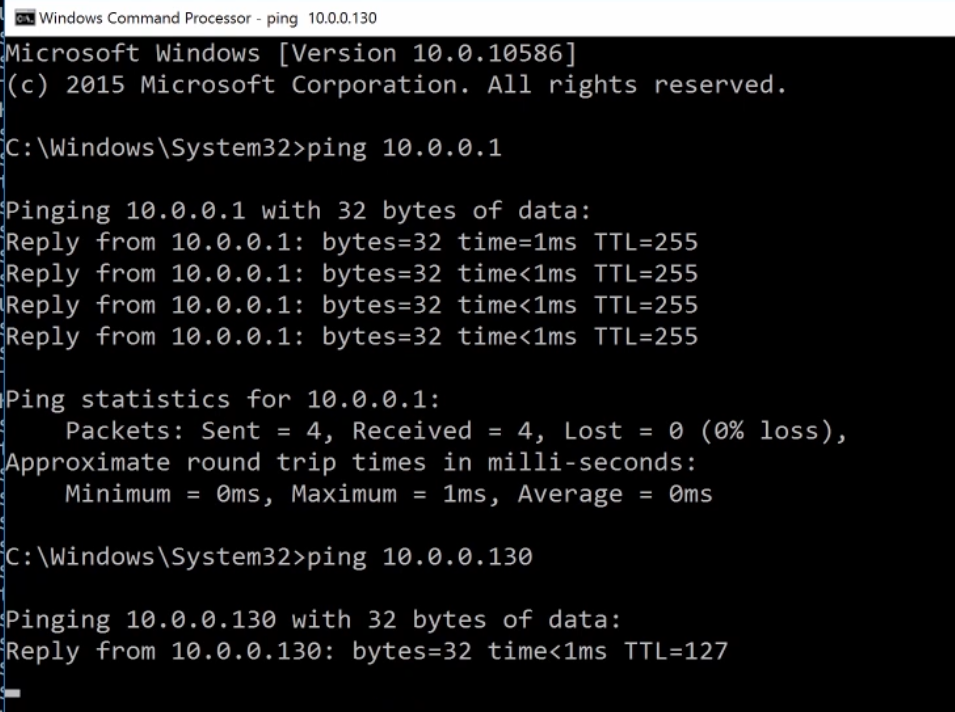 Windows Command Processor - ping  10.0.0.130
Microsoft Windows [Version 10.0.10586]
(c) 2015 Microsoft Corporation. All rights reserved.
C:\Windows\System32>ping 10.0.0.1
Pinging 10.0.0.1 with 32 bytes of data:
Reply from 10.0.0.1: bytes=32 time=1ms TTL=255
Reply from 10.0.0.1: bytes=32 time<1ms TTL=255
Reply from 10.0.0.1: bytes=32 time<1ms TTL=255
Reply from 10.0.0.1: bytes=32 time<1ms TTL=255
Ping statistics for 10.0.0.1:
    Packets: Sent = 4, Received = 4, Lost = 0 (0% loss),
Approximate round trip times in milli-seconds:
    Minimum = 0ms, Maximum = 1ms, Average = 0ms
C:\Windows\System32>ping 10.0.0.130
Pinging 10.0.0.130 with 32 bytes of data:
Reply from 10.0.0.130: bytes=32 time<1ms TTL=127